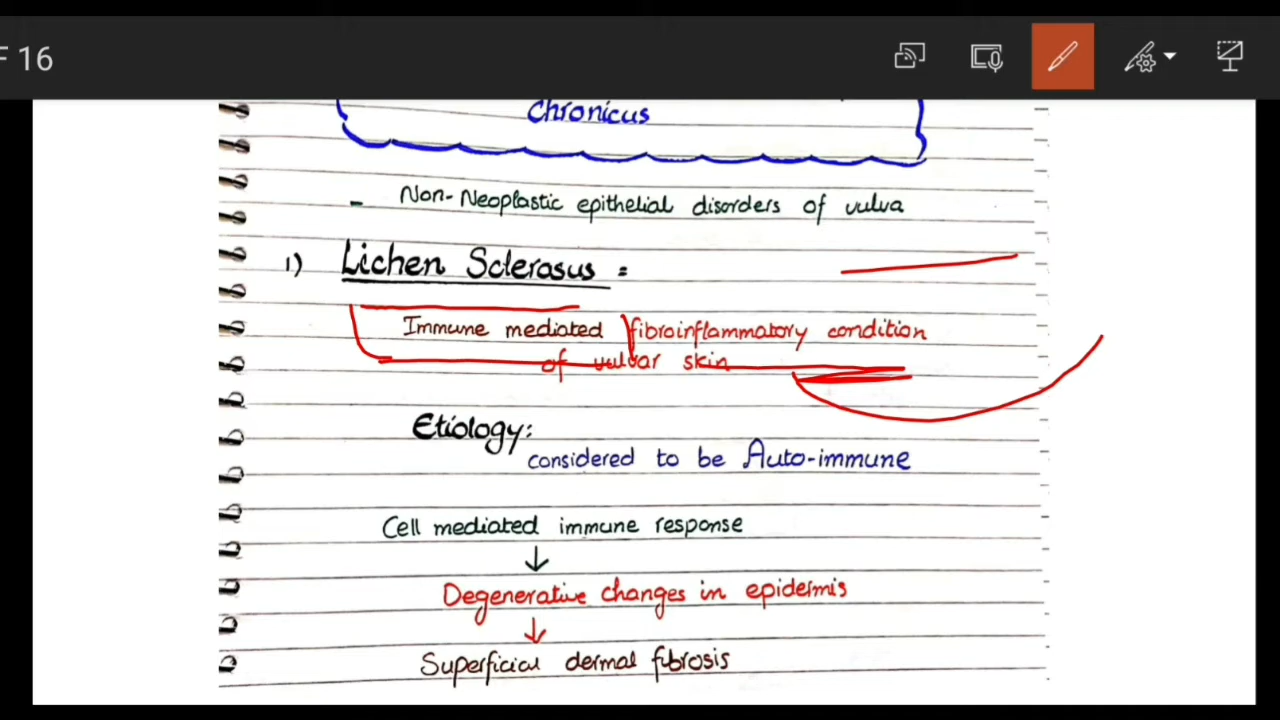 F 16
Chronicus
- Non-Neoplastic epithelial disorders of vulva
1) Lichen Sclerosus :
Immune mediated fibroinflammatory condition
of vulvar skin
Etiology:
considered to be Auto-immune
Cell mediated immune response
↓
Degenerative changes in epidermis
↓
Superficial dermal fibrosis